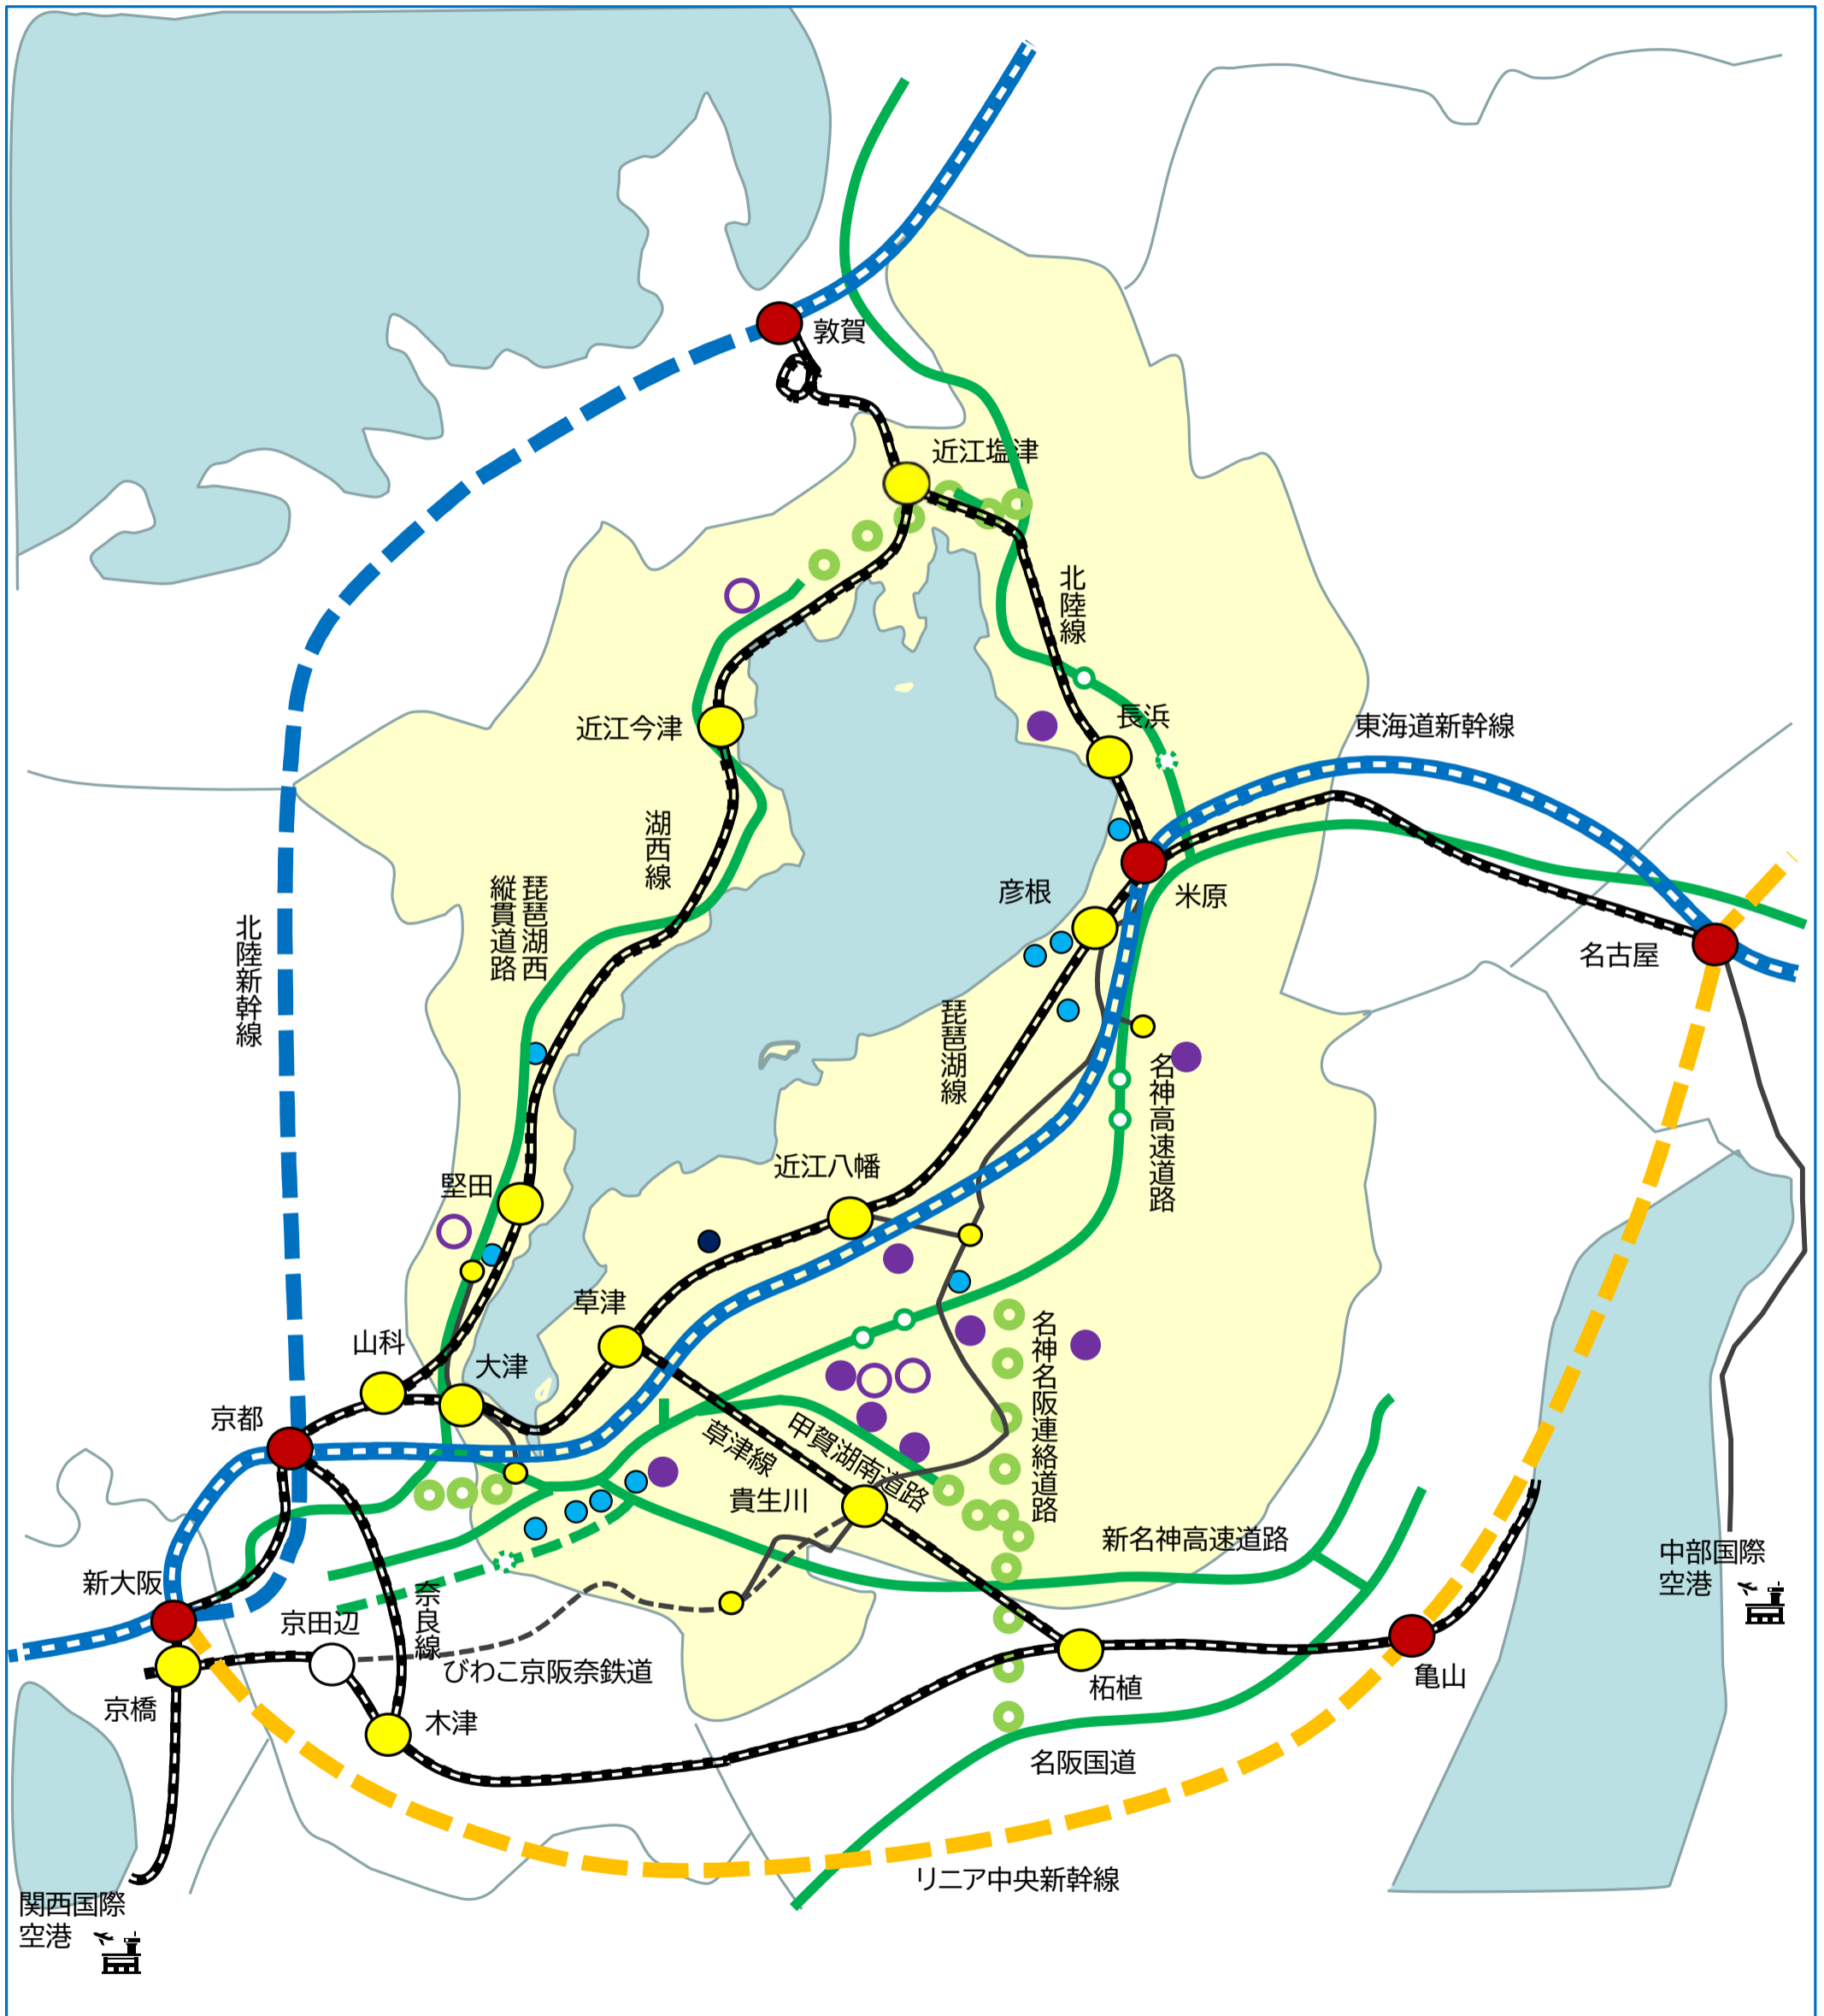 敦賀
近江塩津
北陸線
近江今津
長浜
東海道新幹線
湖西線
琵琶湖西
縦貫道路
彦根
米原
北陸新幹線
名古屋
琵琶湖線
名神高速道路
近江八幡
堅田
草津
山科
大津
名神名阪連絡道路
京都
草津線
甲賀湖南道路
貴生川
新名神高速道路
中部国際
空港
新大阪
奈良線
京田辺
びわこ京阪奈鉄道
京橋
木津
柘植
亀山
名阪国道
リニア中央新幹線
関西国際
空港